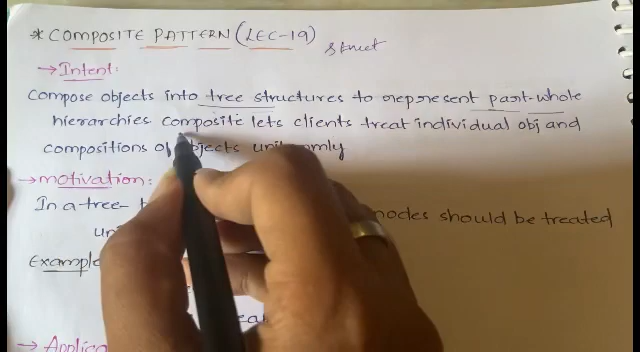 * COMPOSITE PATTERN (LEC-19) struct
→ Intent:
Compose objects into tree structures to represent part-whole
hierarchies composite lets clients treat individual obj and
compositions of objects uniformly
→ motivation:
In a tree- nodes should be treated
Example
→ Applica